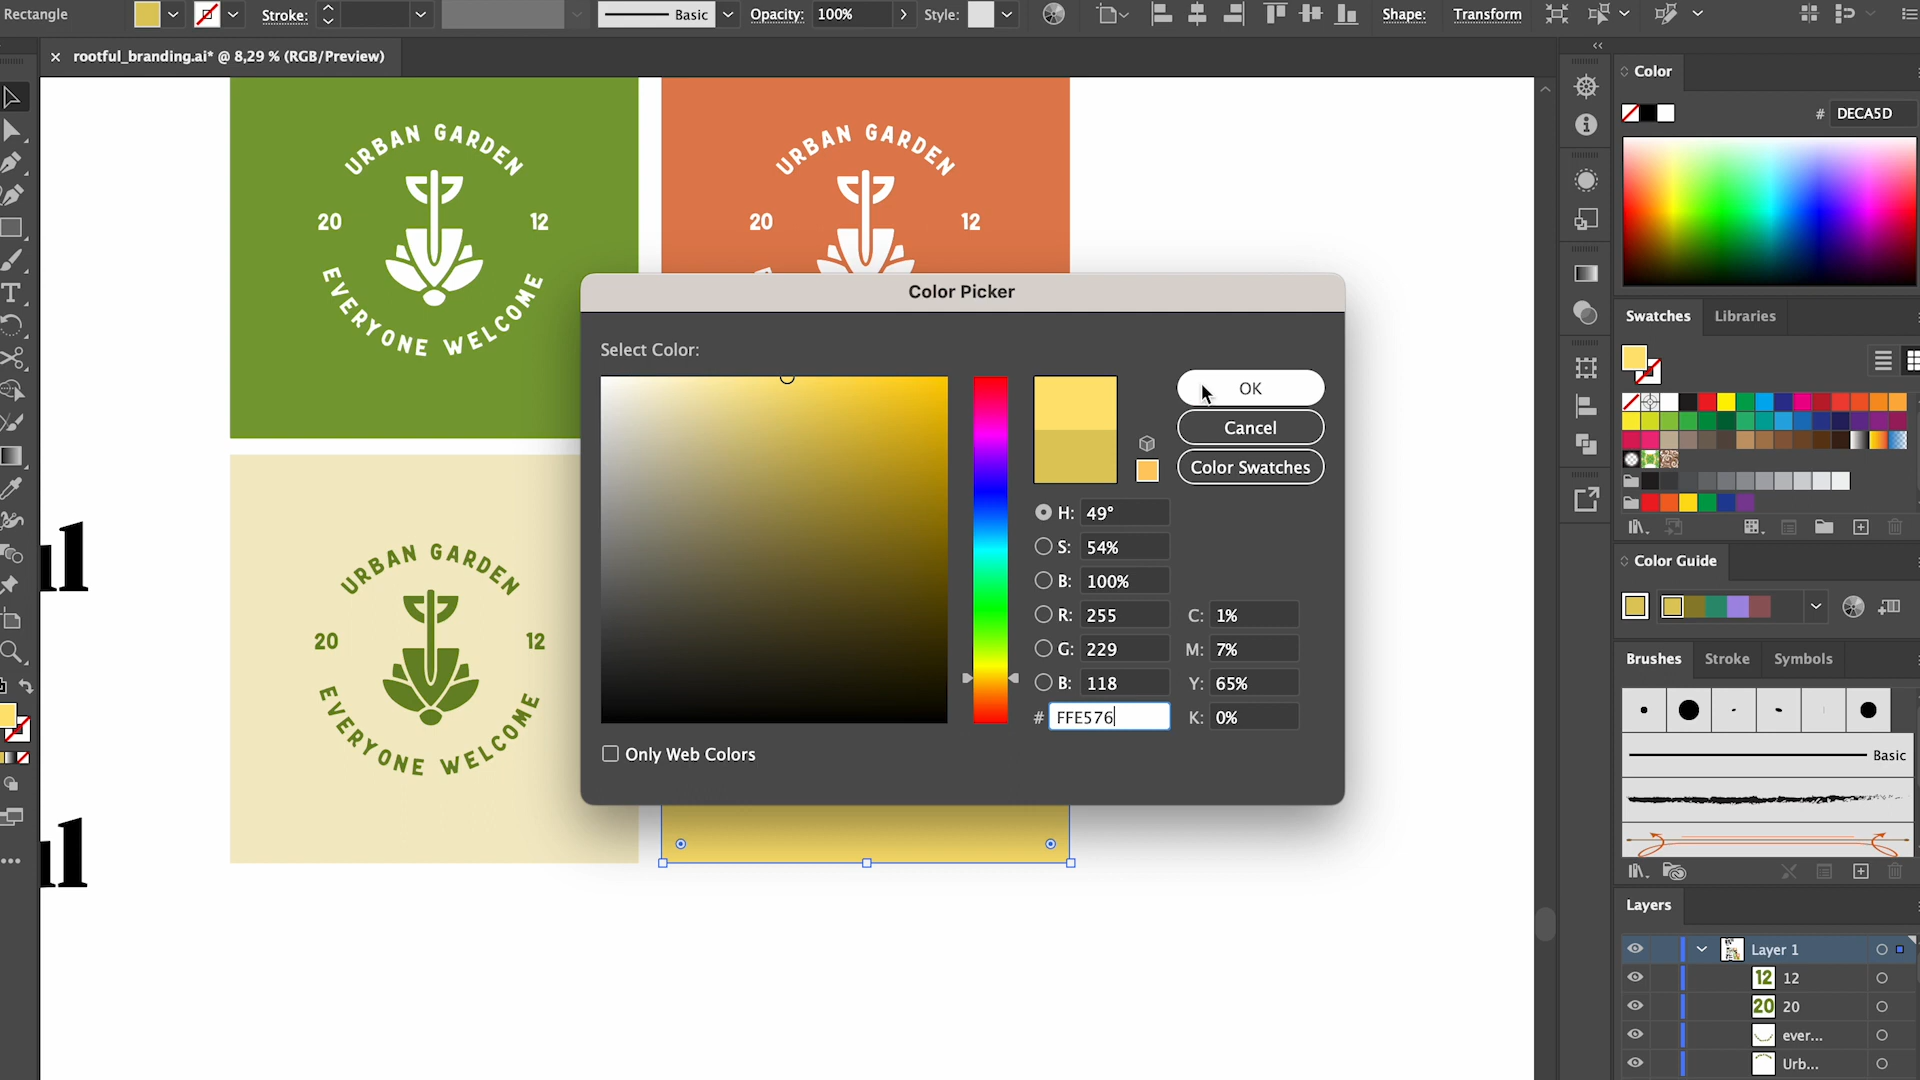 Rectangle
Stroke:
Basic
Opacity:
100%
Style:
Shape:
Transform
rootful_branding.ai* @ 8,29 % (RGB/Preview)
URBAN GARDEN
20 12
EVERYONE WELCOME
URBAN GARDEN
20 12
URBAN GARDEN
20 12
EVERYONE WELCOME
ul
ul
Color Picker
Select Color:
OK
Cancel
Color Swatches
H: 49°
S: 54%
B: 100%
R: 255
G: 229
B: 118
# FFE576
C: 1%
M: 7%
Y: 65%
K: 0%
Only Web Colors
Color
# DECA5D
Swatches
Libraries
Color Guide
Brushes
Stroke
Symbols
Basic
Layers
Layer 1
12 12
20 20
ever...
Urb...